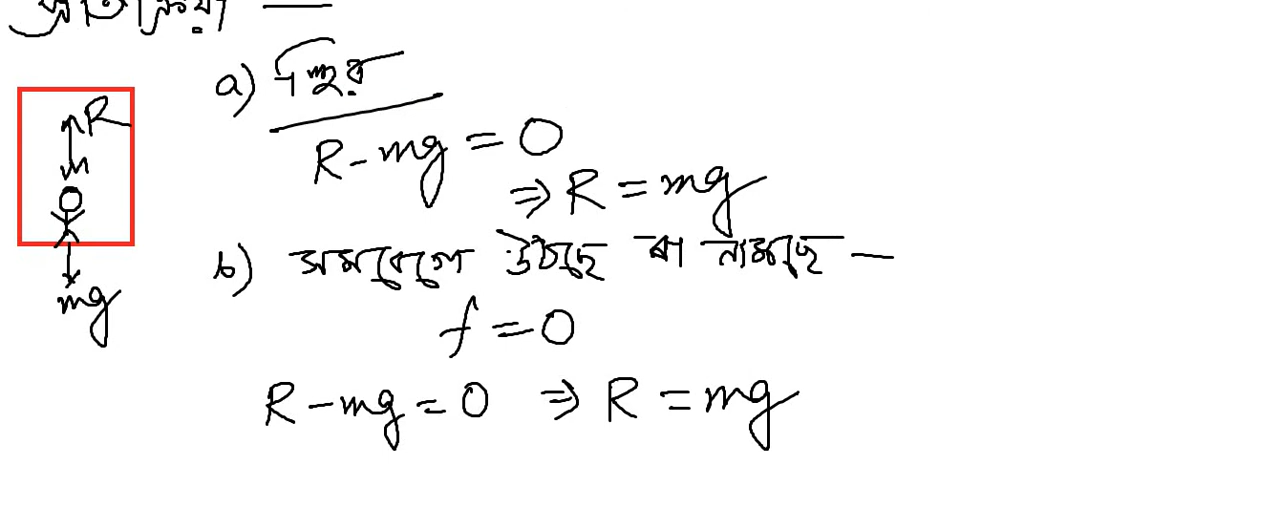 প্রতিক্রিয়া —
a) স্থির
R - mg = 0
⇒ R = mg
b) সমবেগে উঠছে বা নামছে —
f = 0
R - mg = 0 ⇒ R = mg
R
m
mg